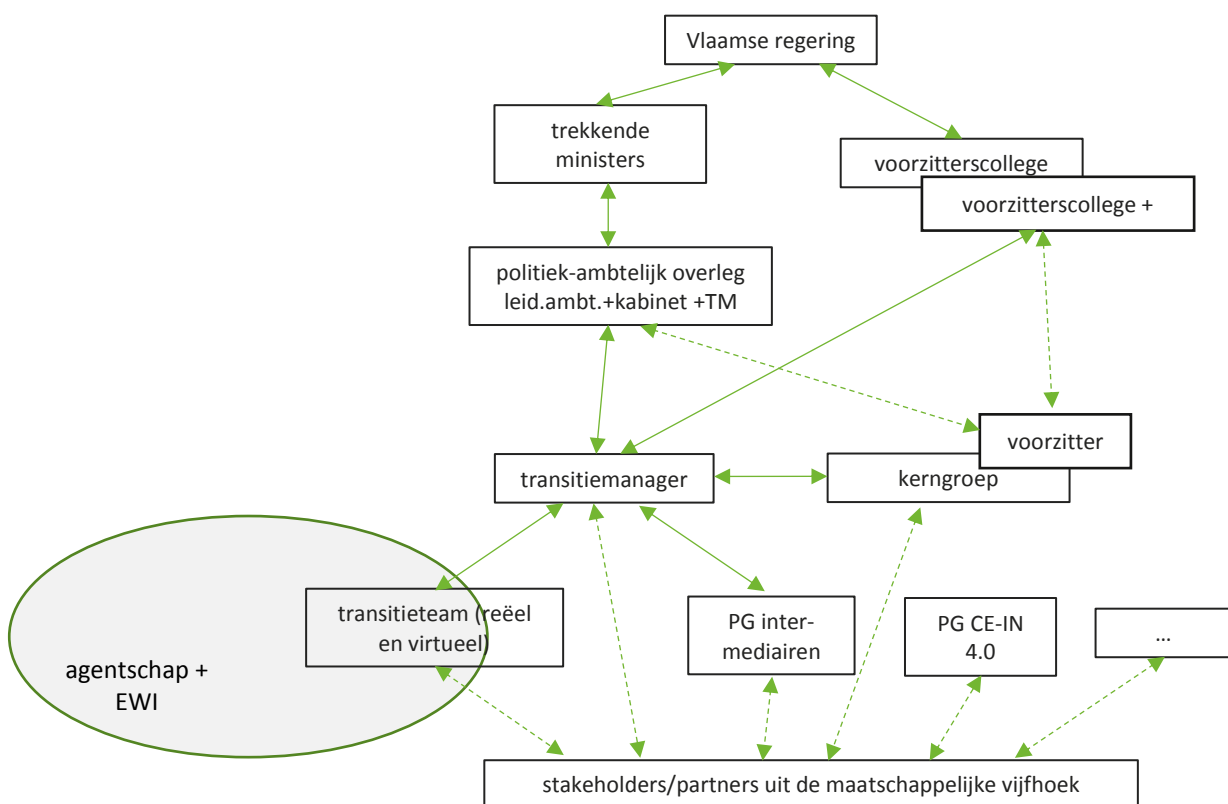 Vlaamse regering
trekkende
ministers
voorzitterscollege
voorzitterscollege +
politiek-ambtelijk overleg
leid.ambt.+kabinet +TM
voorzitter
transitiemanager
kerngroep
transitieteam (reëel
en virtueel)
PG inter-
mediairen
PG CE-IN
4.0
...
agentschap +
EWI
stakeholders/partners uit de maatschappelijke vijfhoek